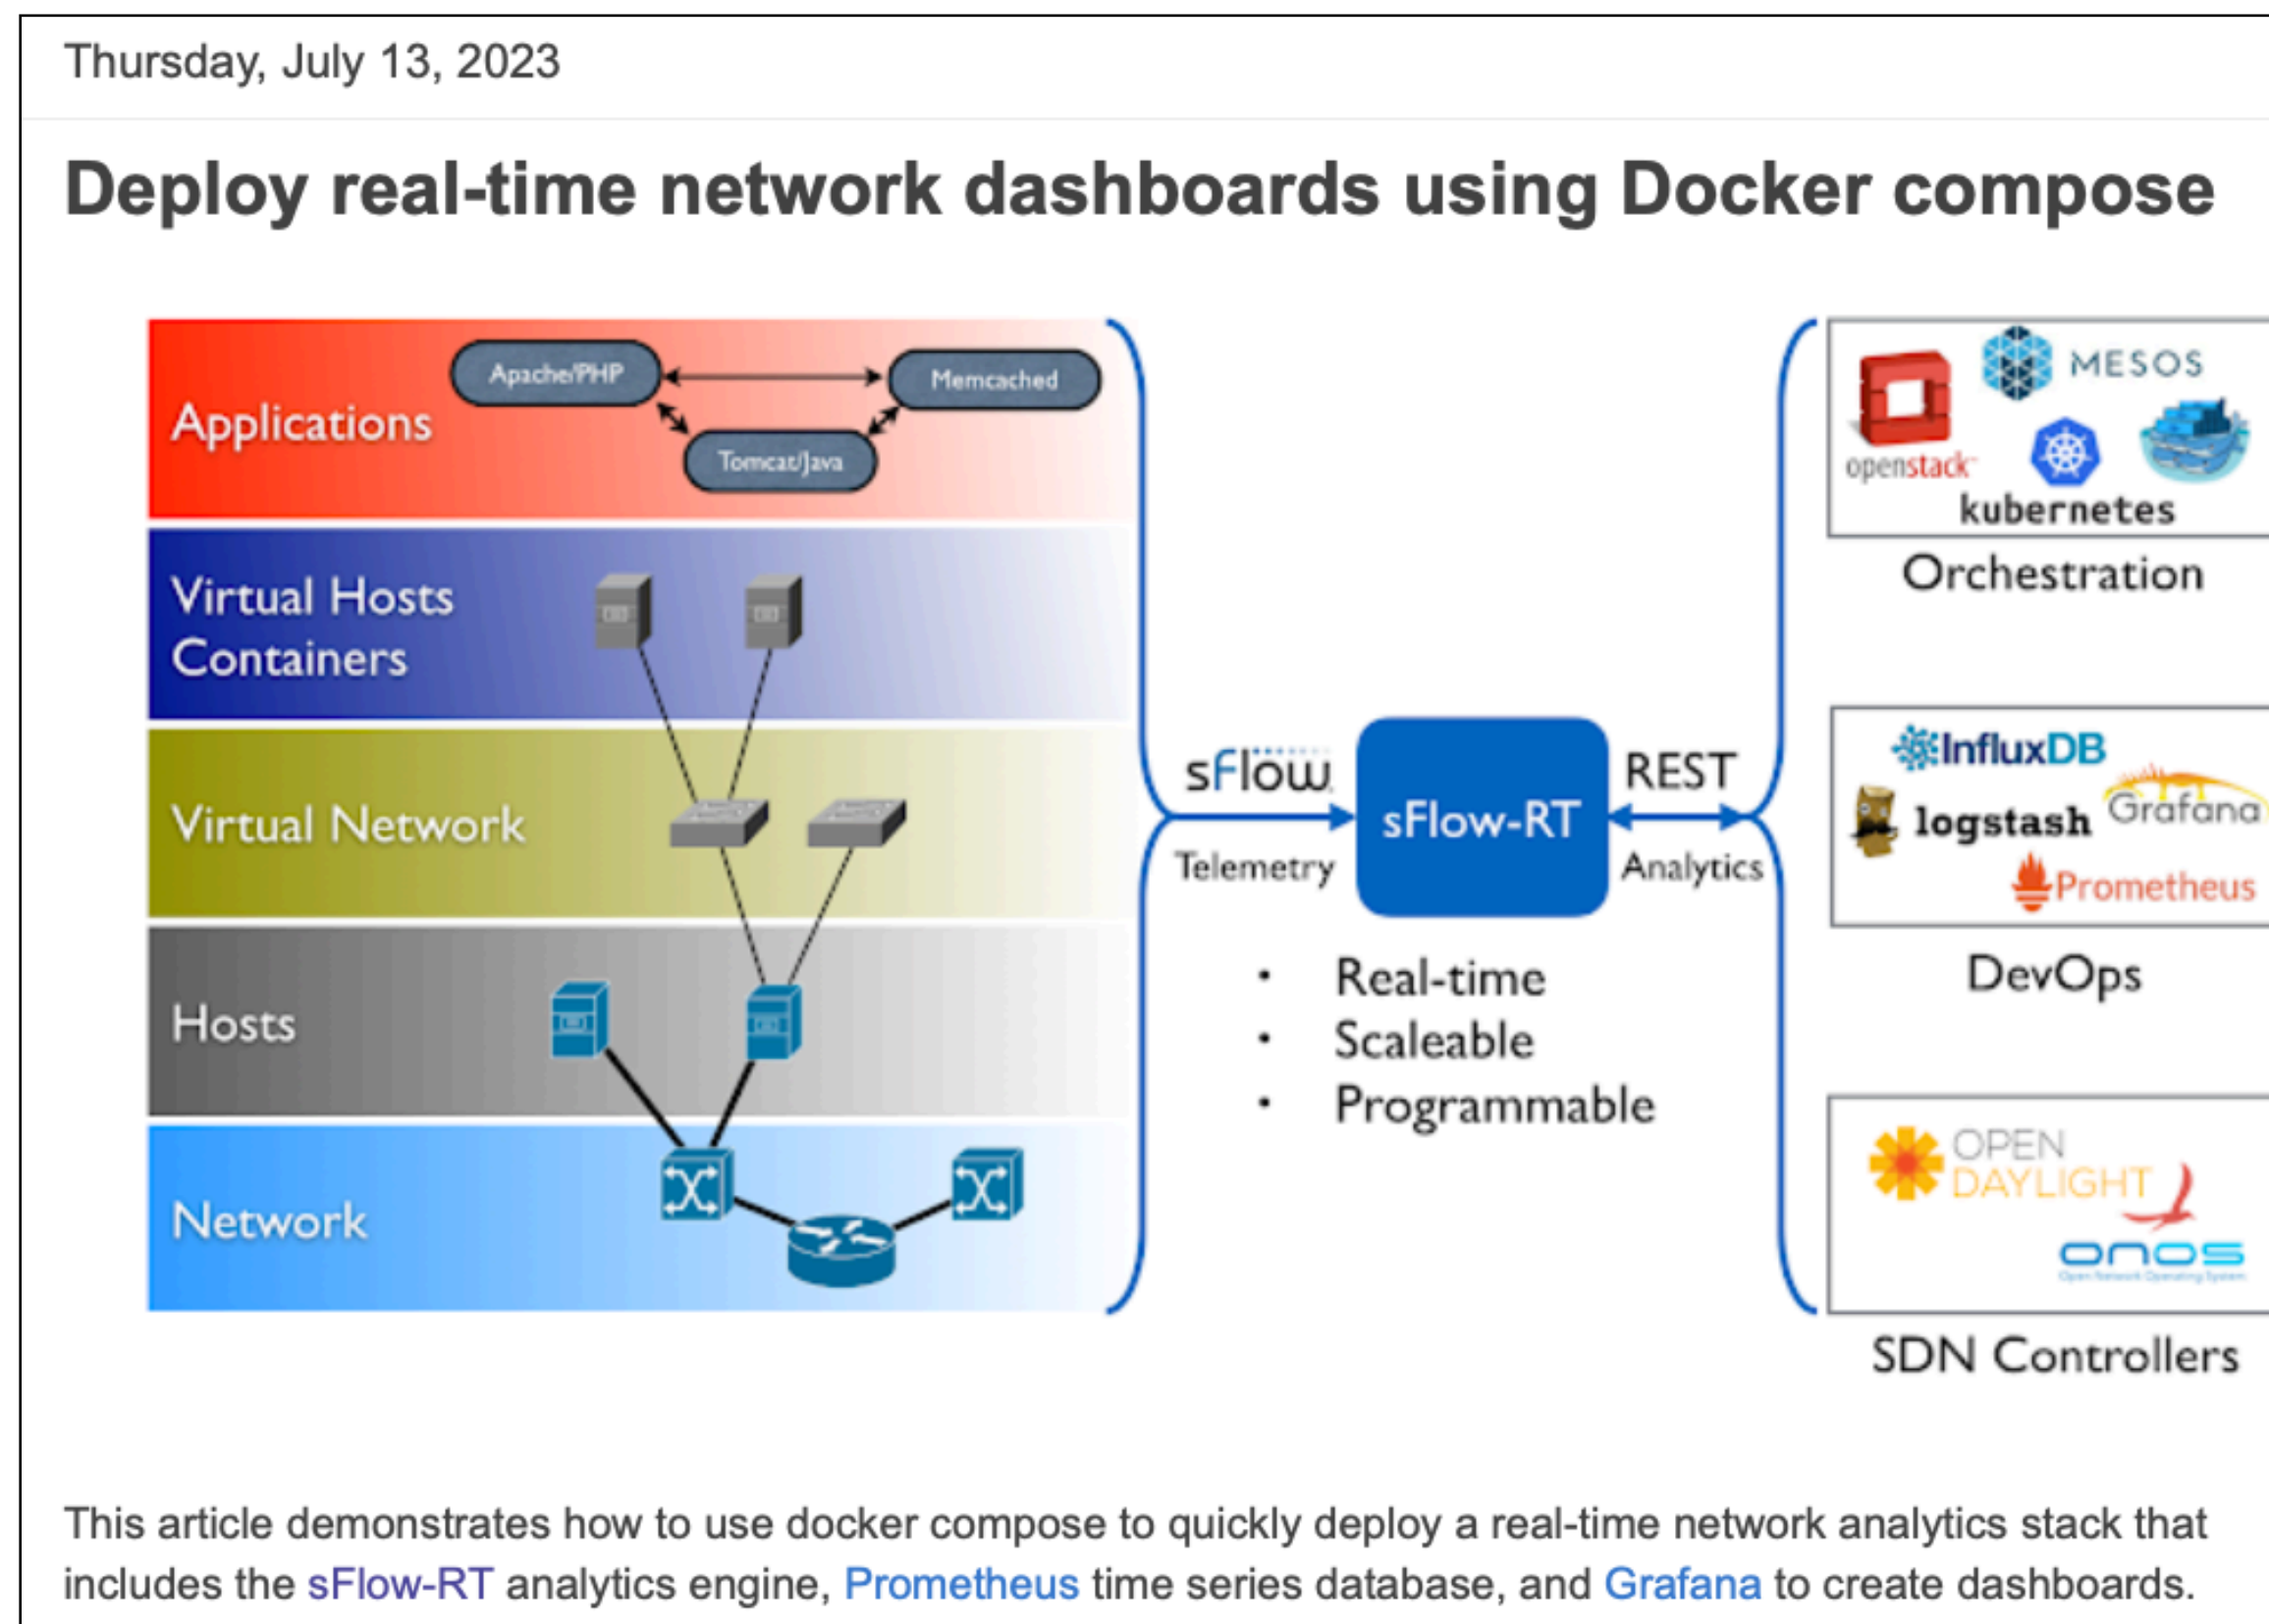 Thursday, July 13, 2023
Deploy real-time network dashboards using Docker compose
Applications
Apache/PHP
Memcached
Tomcat/Java
Virtual Hosts
Containers
Virtual Network
Hosts
Network
sFlow
Telemetry
sFlow-RT
REST
Analytics
• Real-time
• Scaleable
• Programmable
MESOS
openstack
kubernetes
Orchestration
InfluxDB
Grafana
logstash
Prometheus
DevOps
OPEN
DAYLIGHT
onos
Open Network Operating System
SDN Controllers
This article demonstrates how to use docker compose to quickly deploy a real-time network analytics stack that
includes the sFlow-RT analytics engine, Prometheus time series database, and Grafana to create dashboards.